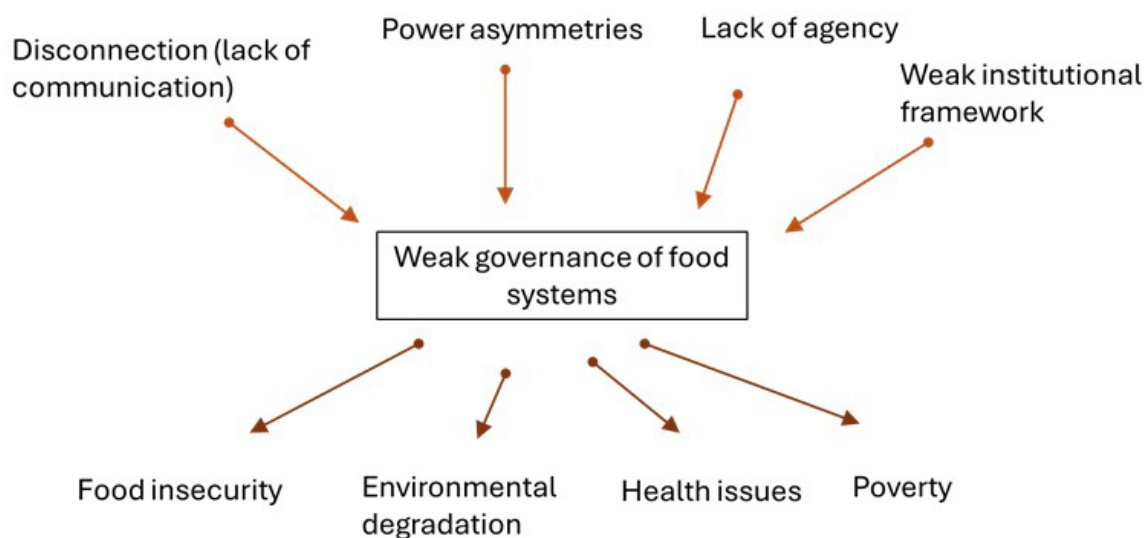 Disconnection (lack of
communication)
Power asymmetries
Lack of agency
Weak institutional
framework
Weak governance of food
systems
Food insecurity
Environmental
degradation
Health issues
Poverty